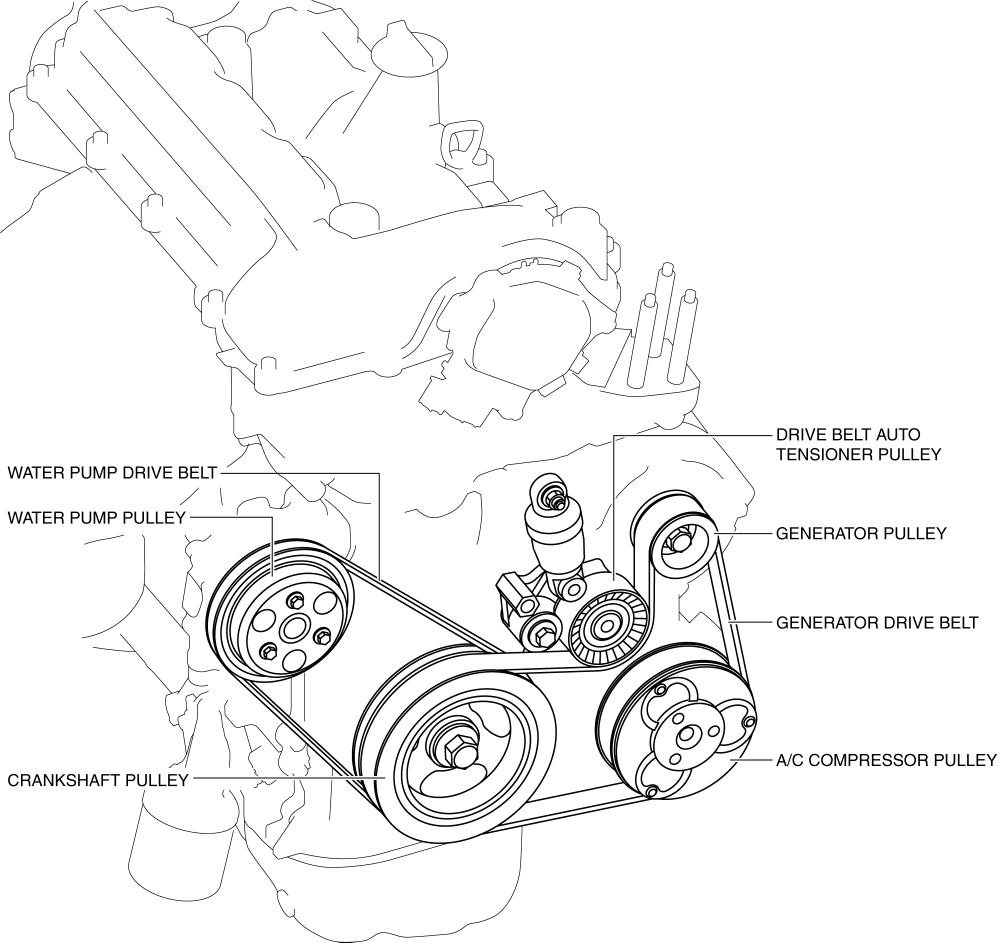 DRIVE BELT AUTO
TENSIONER PULLEY
WATER PUMP DRIVE BELT
WATER PUMP PULLEY
GENERATOR PULLEY
GENERATOR DRIVE BELT
A/C COMPRESSOR PULLEY
CRANKSHAFT PULLEY